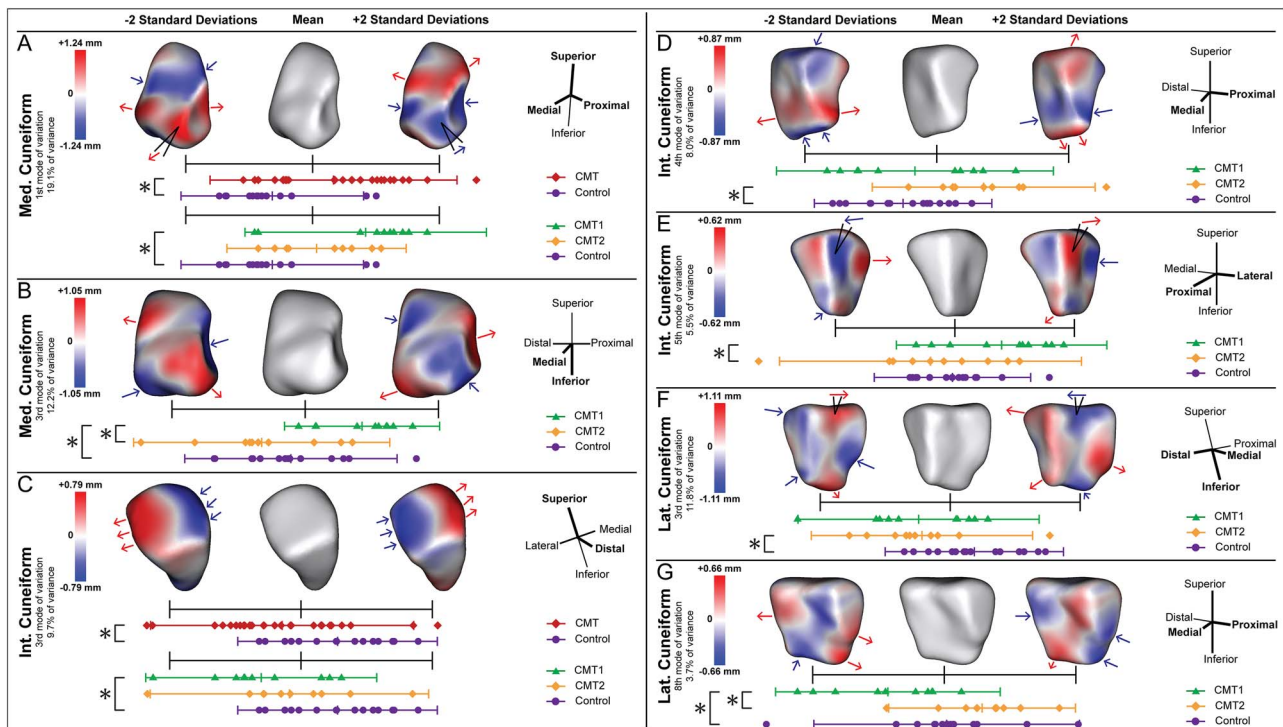 -2 Standard Deviations Mean +2 Standard Deviations
A
+1.24 mm
0
-1.24 mm
Med. Cuneiform
1st mode of variation
19.1% of variance
Superior
Medial Proximal
Inferior
*
CMT
Control
*
CMT1
CMT2
Control
B
+1.05 mm
0
-1.05 mm
Med. Cuneiform
3rd mode of variation
12.2% of variance
Superior
Distal Proximal
Medial
Inferior
* *
CMT1
CMT2
Control
C
+0.79 mm
0
-0.79 mm
Int. Cuneiform
3rd mode of variation
9.7% of variance
Superior
Medial
Lateral Distal
Inferior
*
CMT
Control
*
CMT1
CMT2
Control
-2 Standard Deviations Mean +2 Standard Deviations
D
+0.87 mm
0
-0.87 mm
Int. Cuneiform
4th mode of variation
8.0% of variance
Superior
Distal
Medial Proximal
Inferior
*
CMT1
CMT2
Control
E
+0.62 mm
0
-0.62 mm
Int. Cuneiform
5th mode of variation
5.5% of variance
Superior
Medial Lateral
Proximal
Inferior
*
CMT1
CMT2
Control
F
+1.11 mm
0
-1.11 mm
Lat. Cuneiform
3rd mode of variation
11.8% of variance
Superior
Proximal
Distal Medial
Inferior
*
CMT1
CMT2
Control
G
+0.66 mm
0
-0.66 mm
Lat. Cuneiform
8th mode of variation
3.7% of variance
Superior
Distal
Medial Proximal
Inferior
* *
CMT1
CMT2
Control